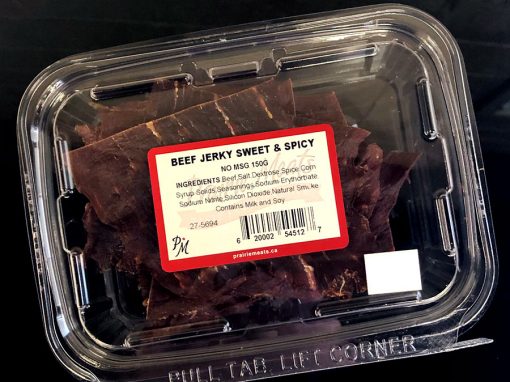 BEEF JERKY SWEET & SPICY
NO MSG 150G
INGREDIENTS Beef,Salt,Dextrose,Spice,Corn
Syrup Solids,Seasonings,Sodium Erythorbate,
Sodium Nitrite,Silicon Dioxide,Natural Smoke
Contains Milk and Soy
27-5694
PM
6 20002 54512 7
prairiemeats.ca
PULL TAB, LIFT CORNER